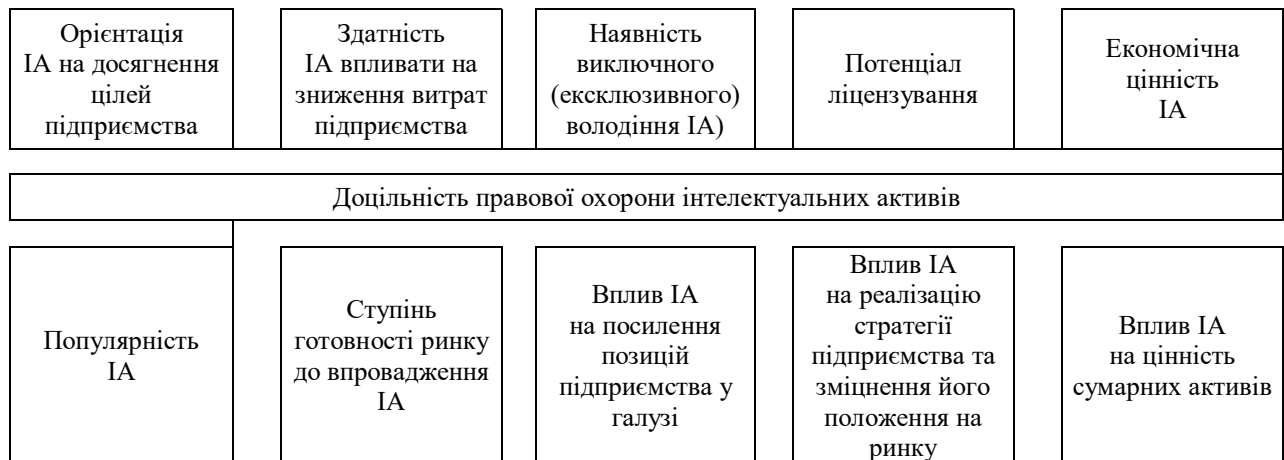 Орієнтація
ІА на досягнення
цілей
підприємства
Здатність
ІА впливати на
зниження витрат
підприємства
Наявність
виключного
(ексклюзивного)
володіння ІА)
Потенціал
ліцензування
Економічна
цінність
ІА
Доцільність правової охорони інтелектуальних активів
Популярність
ІА
Ступінь
готовності ринку
до впровадження
ІА
Вплив ІА
на посилення
позицій
підприємства у
галузі
Вплив ІА
на реалізацію
стратегії
підприємства та
зміцнення його
положення на
ринку
Вплив ІА
на цінність
сумарних активів